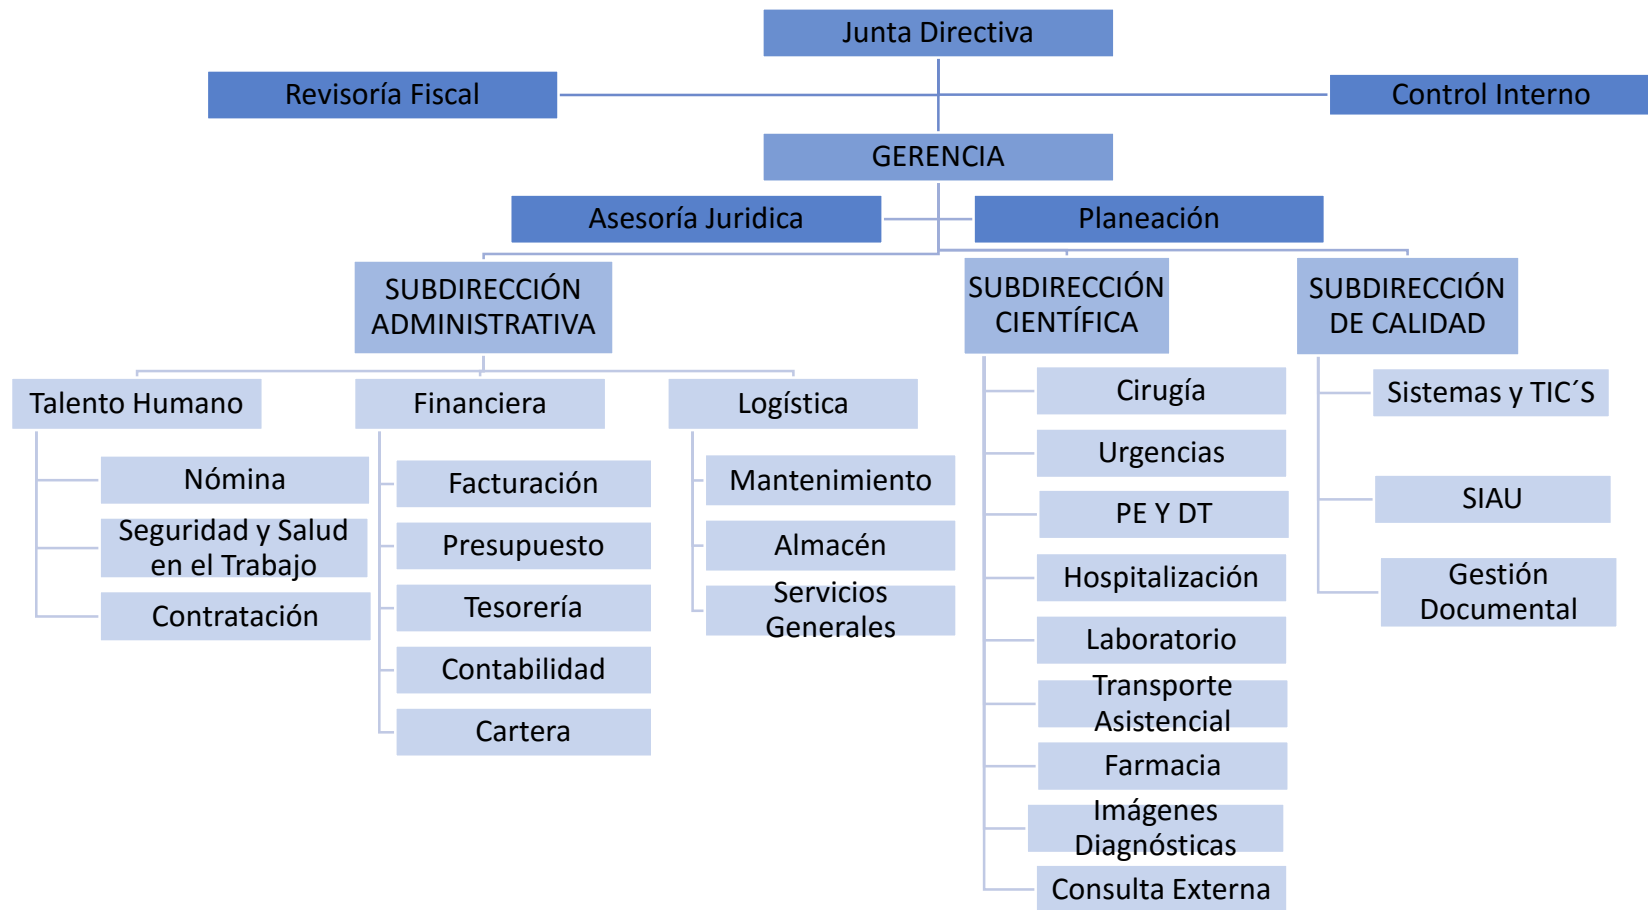 Junta Directiva
Revisoría Fiscal
Control Interno
GERENCIA
Asesoría Juridica
Planeación
SUBDIRECCIÓN
ADMINISTRATIVA
SUBDIRECCIÓN
CIENTÍFICA
SUBDIRECCIÓN
DE CALIDAD
Talento Humano
Nómina
Seguridad y Salud
en el Trabajo
Contratación
Financiera
Facturación
Presupuesto
Tesorería
Contabilidad
Cartera
Logística
Mantenimiento
Almacén
Servicios
Generales
Cirugía
Urgencias
PE Y DT
Hospitalización
Laboratorio
Transporte
Asistencial
Farmacia
Imágenes
Diagnósticas
Consulta Externa
Sistemas y TIC´S
SIAU
Gestión
Documental